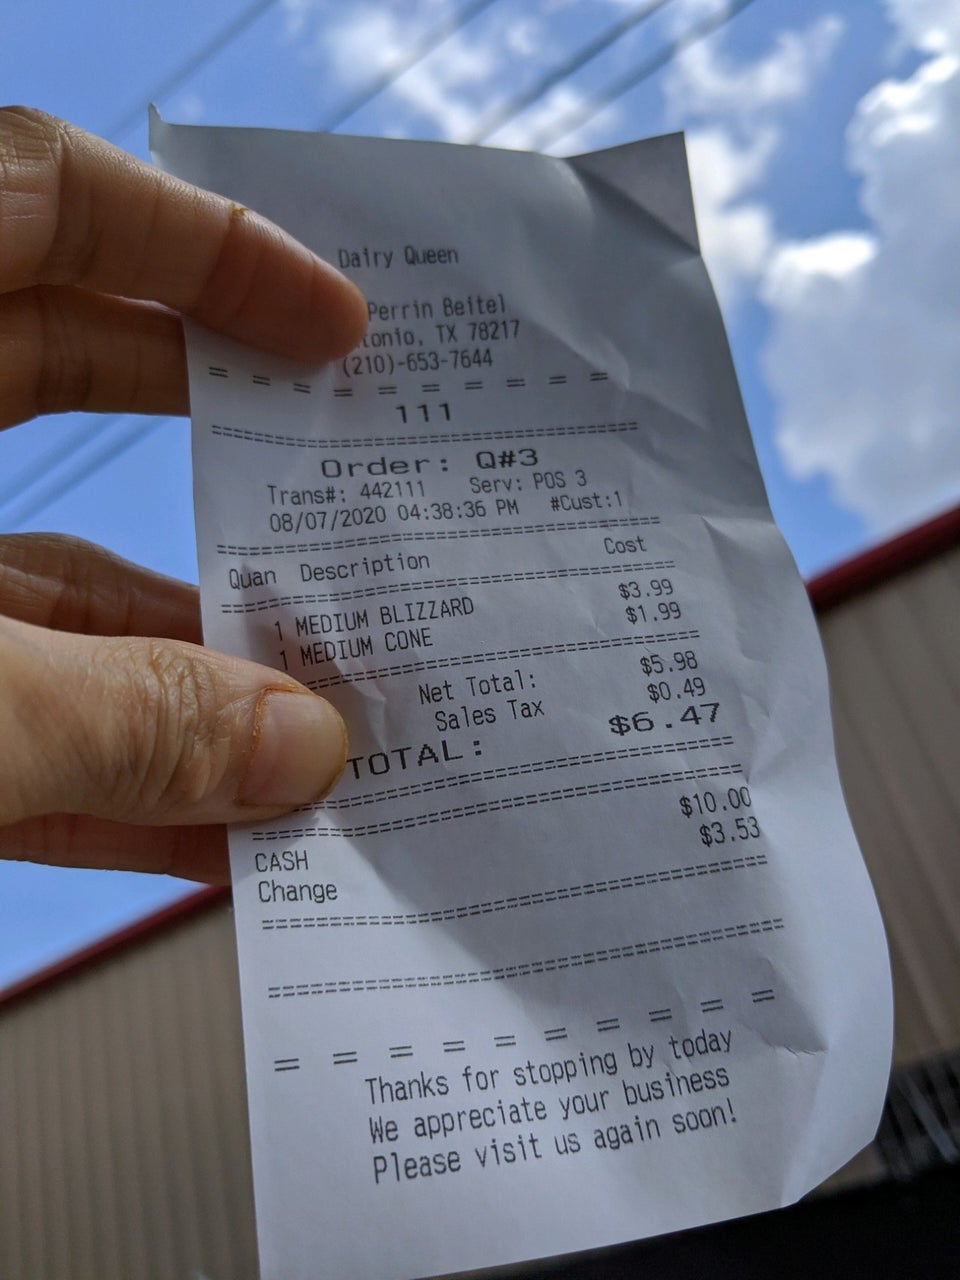 Dairy Queen
Perrin Beitel
tonio, TX 78217
(210)-653-7644
= = = = = = = = = =
111
Order: Q#3
Trans#: 442111 Serv: POS 3
08/07/2020 04:38:36 PM #Cust:1
Quan Description Cost
1 MEDIUM BLIZZARD $3.99
1 MEDIUM CONE $1.99
Net Total: $5.98
Sales Tax $0.49
TOTAL: $6.47
CASH $10.00
Change $3.53
= = = = = = = = = =
Thanks for stopping by today
We appreciate your business
Please visit us again soon!